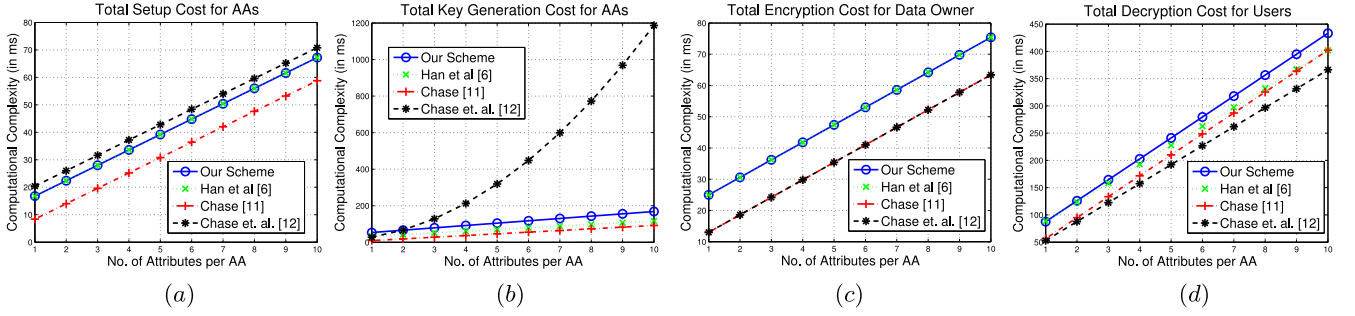 Total Setup Cost for AAs
Computational Complexity (in ms)
80
70
60
50
40
30
20
10
0
1 2 3 4 5 6 7 8 9 10
No. of Attributes per AA
Our Scheme
Han et al [6]
Chase [11]
Chase et. al. [12]
(a)
Total Key Generation Cost for AAs
Computational Complexity (in ms)
1200
1000
800
600
400
200
0
1 2 3 4 5 6 7 8 9 10
No. of Attributes per AA
Our Scheme
Han et al [6]
Chase [11]
Chase et. al. [12]
(b)
Total Encryption Cost for Data Owner
Computational Complexity (in ms)
80
70
60
50
40
30
20
10
1 2 3 4 5 6 7 8 9 10
No. of Attributes per AA
Our Scheme
Han et al [6]
Chase [11]
Chase et. al. [12]
(c)
Total Decryption Cost for Users
Computational Complexity (in ms)
450
400
350
300
250
200
150
100
50
0
1 2 3 4 5 6 7 8 9 10
No. of Attributes per AA
Our Scheme
Han et al [6]
Chase [11]
Chase et. al. [12]
(d)